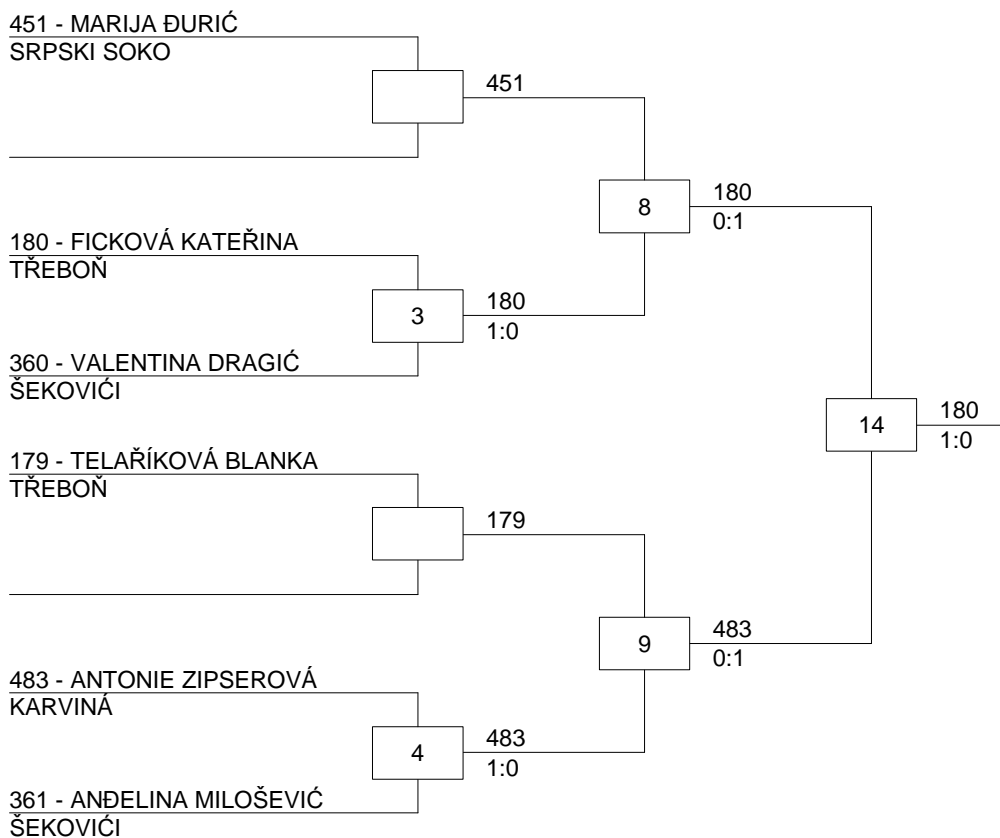 451 - MARIJA ĐURIĆ
SRPSKI SOKO
451
180 - FICKOVÁ KATEŘINA
TŘEBOŇ
3
180
1:0
360 - VALENTINA DRAGIĆ
ŠEKOVIĆI
8
180
0:1
179 - TELAŘÍKOVÁ BLANKA
TŘEBOŇ
179
483 - ANTONIE ZIPSEROVÁ
KARVINÁ
4
483
1:0
361 - ANĐELINA MILOŠEVIĆ
ŠEKOVIĆI
9
483
0:1
14
180
1:0